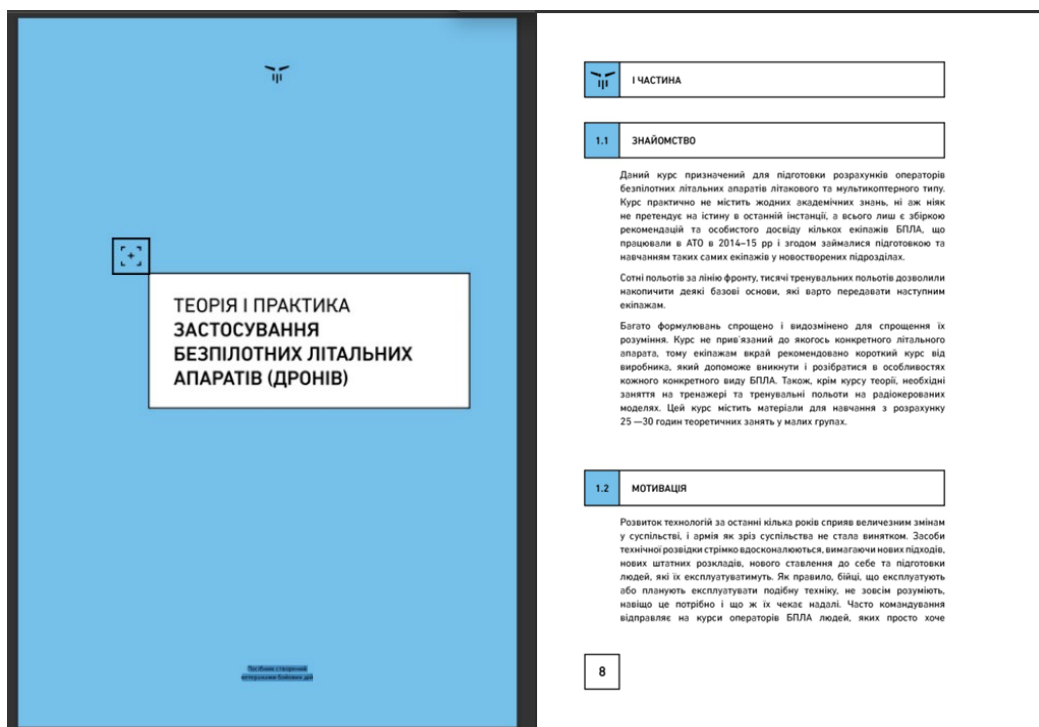 ТЕОРІЯ І ПРАКТИКА
ЗАСТОСУВАННЯ
БЕЗПІЛОТНИХ ЛІТАЛЬНИХ
АПАРАТІВ (ДРОНІВ)
Посібник створений
ветеранами бойових дій
І ЧАСТИНА
1.1 ЗНАЙОМСТВО
Даний курс призначений для підготовки розрахунків операторів
безпілотних літальних апаратів літакового та мультикоптерного типу.
Курс практично не містить жодних академічних знань, ні аж ніяк
не претендує на істину в останній інстанції, а всього лиш є збіркою
рекомендацій та особистого досвіду кількох екіпажів БПЛА, що
працювали в АТО в 2014–15 рр і згодом займалися підготовкою та
навчанням таких самих екіпажів у новостворених підрозділах.
Сотні польотів за лінію фронту, тисячі тренувальних польотів дозволили
накопичити деякі базові основи, які варто передавати наступним
екіпажам.
Багато формулювань спрощено і видозмінено для спрощення їх
розуміння. Курс не прив'язаний до якогось конкретного літального
апарата, тому екіпажам вкрай рекомендовано короткий курс від
виробника, який допоможе вникнути і розібратися в особливостях
кожного конкретного виду БПЛА. Також, крім курсу теорії, необхідні
заняття на тренажері та тренувальні польоти на радіокерованих
моделях. Цей курс містить матеріали для навчання з розрахунку
25 —30 годин теоретичних занять у малих групах.
1.2 МОТИВАЦІЯ
Розвиток технологій за останні кілька років сприяв величезним змінам
у суспільстві, і армія як зріз суспільства не стала винятком. Засоби
технічної розвідки стрімко вдосконалюються, вимагаючи нових підходів,
нових штатних розкладів, нового ставлення до себе та підготовки
людей, які їх експлуатуватимуть. Як правило, бійці, що експлуатують
або планують експлуатувати подібну техніку, не зовсім розуміють,
навіщо це потрібно і що ж їх чекає надалі. Часто командування
відправляє на курси операторів БПЛА людей, яких просто хоче
8